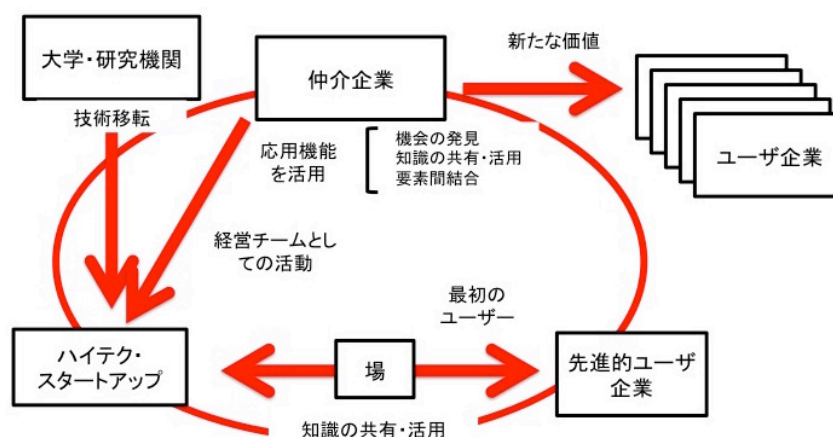 大学・研究機関
技術移転
仲介企業
新たな価値
ユーザ企業
応用機能
を活用
機会の発見
知識の共有・活用
要素間結合
経営チームとし
ての活動
最初の
ユーザー
ハイテク・
スタートアップ
場
先進的ユーザ
企業
知識の共有・活用